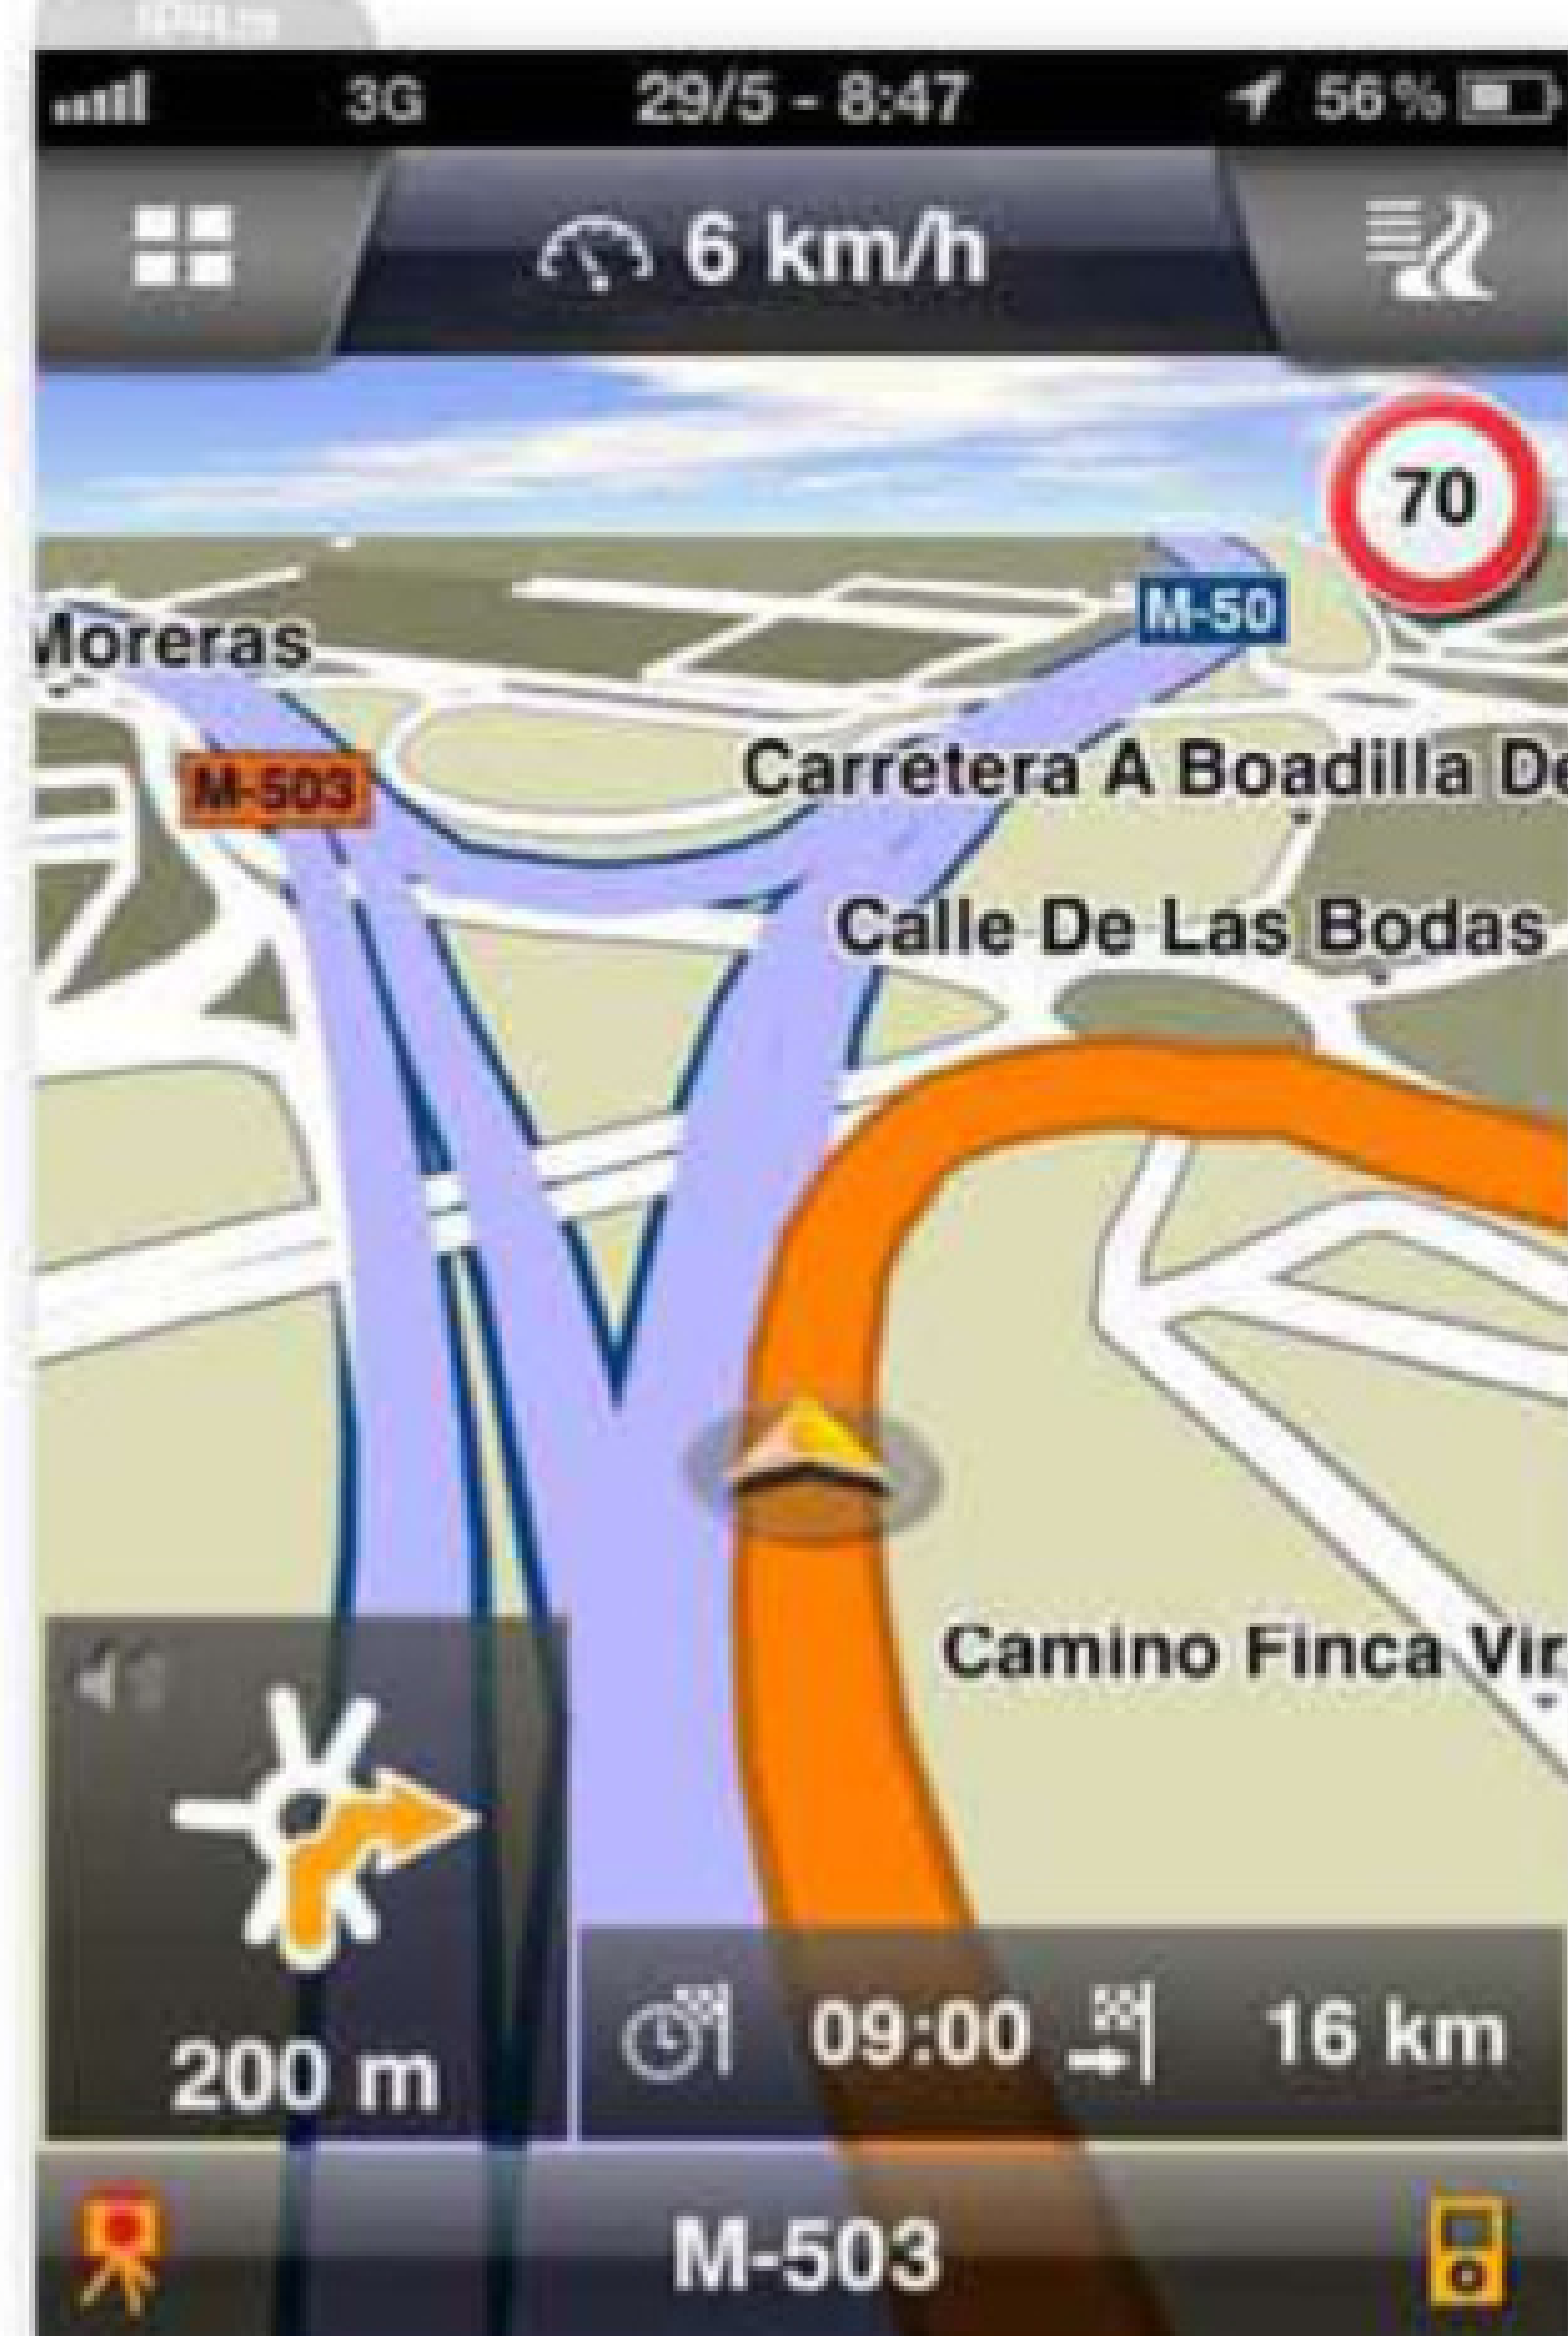 3G 29/5 - 8:47 56 %
6 km/h
70
M-50
Moreras
M-503
Carretera A Boadilla De
Calle De Las Bodas
Camino Finca Vir
200 m
09:00 16 km
M-503